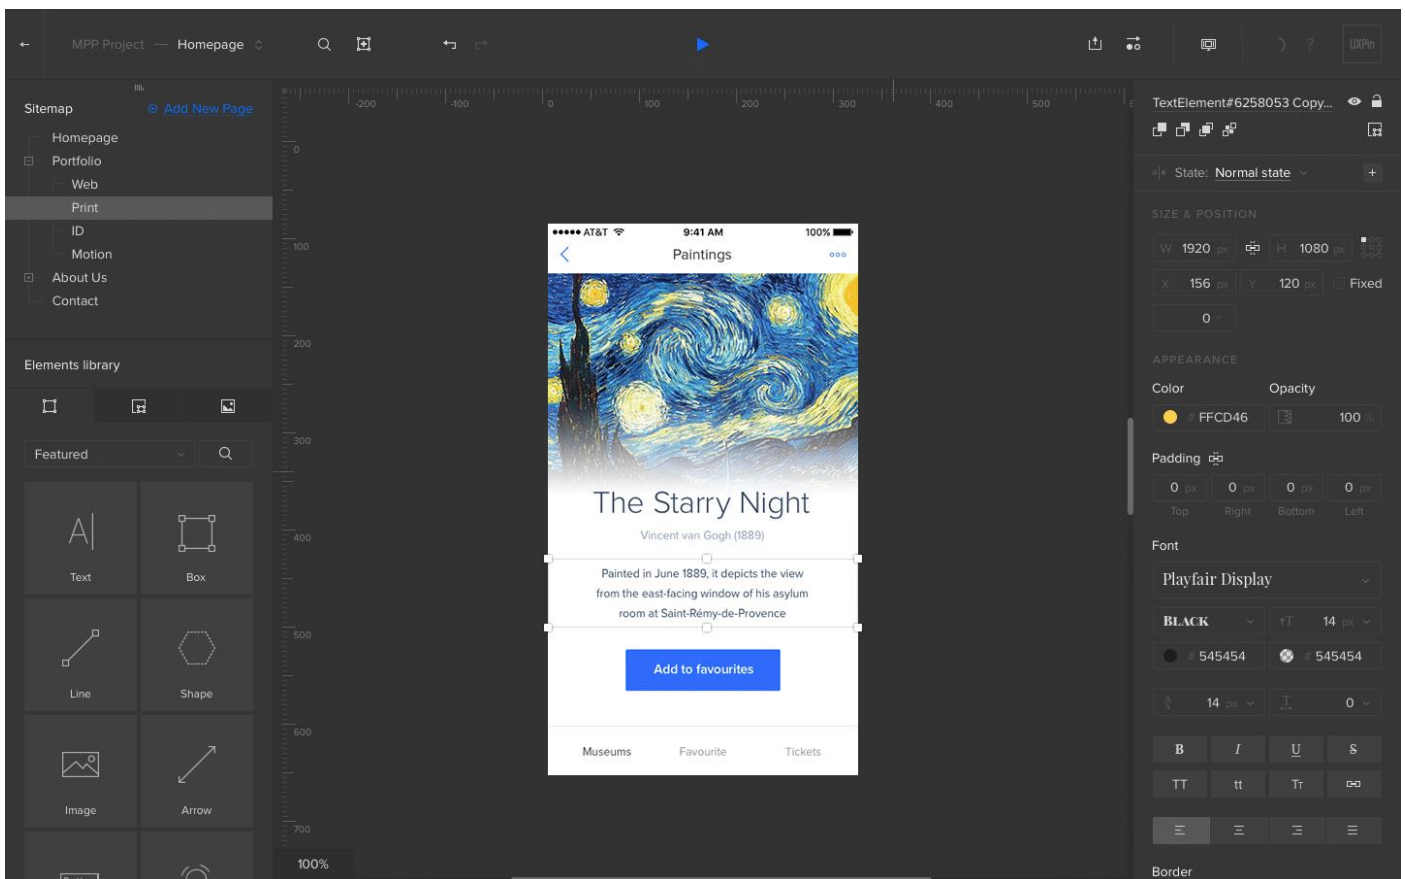 MPP Project — Homepage
UXPin
Sitemap
Add New Page
Homepage
Portfolio
Web
Print
ID
Motion
About Us
Contact
Elements library
Featured
A|
Text
Box
Line
Shape
Image
Arrow
-200 -100 0 100 200 300 400 500
0
100
200
300
400
500
600
700
AT&T 9:41 AM 100%
Paintings
The Starry Night
Vincent van Gogh (1889)
Painted in June 1889, it depicts the view
from the east-facing window of his asylum
room at Saint-Rémy-de-Provence
Add to favourites
Museums Favourite Tickets
100%
TextElement#6258053 Copy...
State: Normal state +
SIZE & POSITION
W 1920 px H 1080 px
X 156 px Y 120 px Fixed
0 °
APPEARANCE
Color Opacity
# FFCD46 100 %
Padding
0 px 0 px 0 px 0 px
Top Right Bottom Left
Font
Playfair Display
BLACK 14 px
# 545454 # 545454
14 px 0
B I U S
TT tt Tt
Border